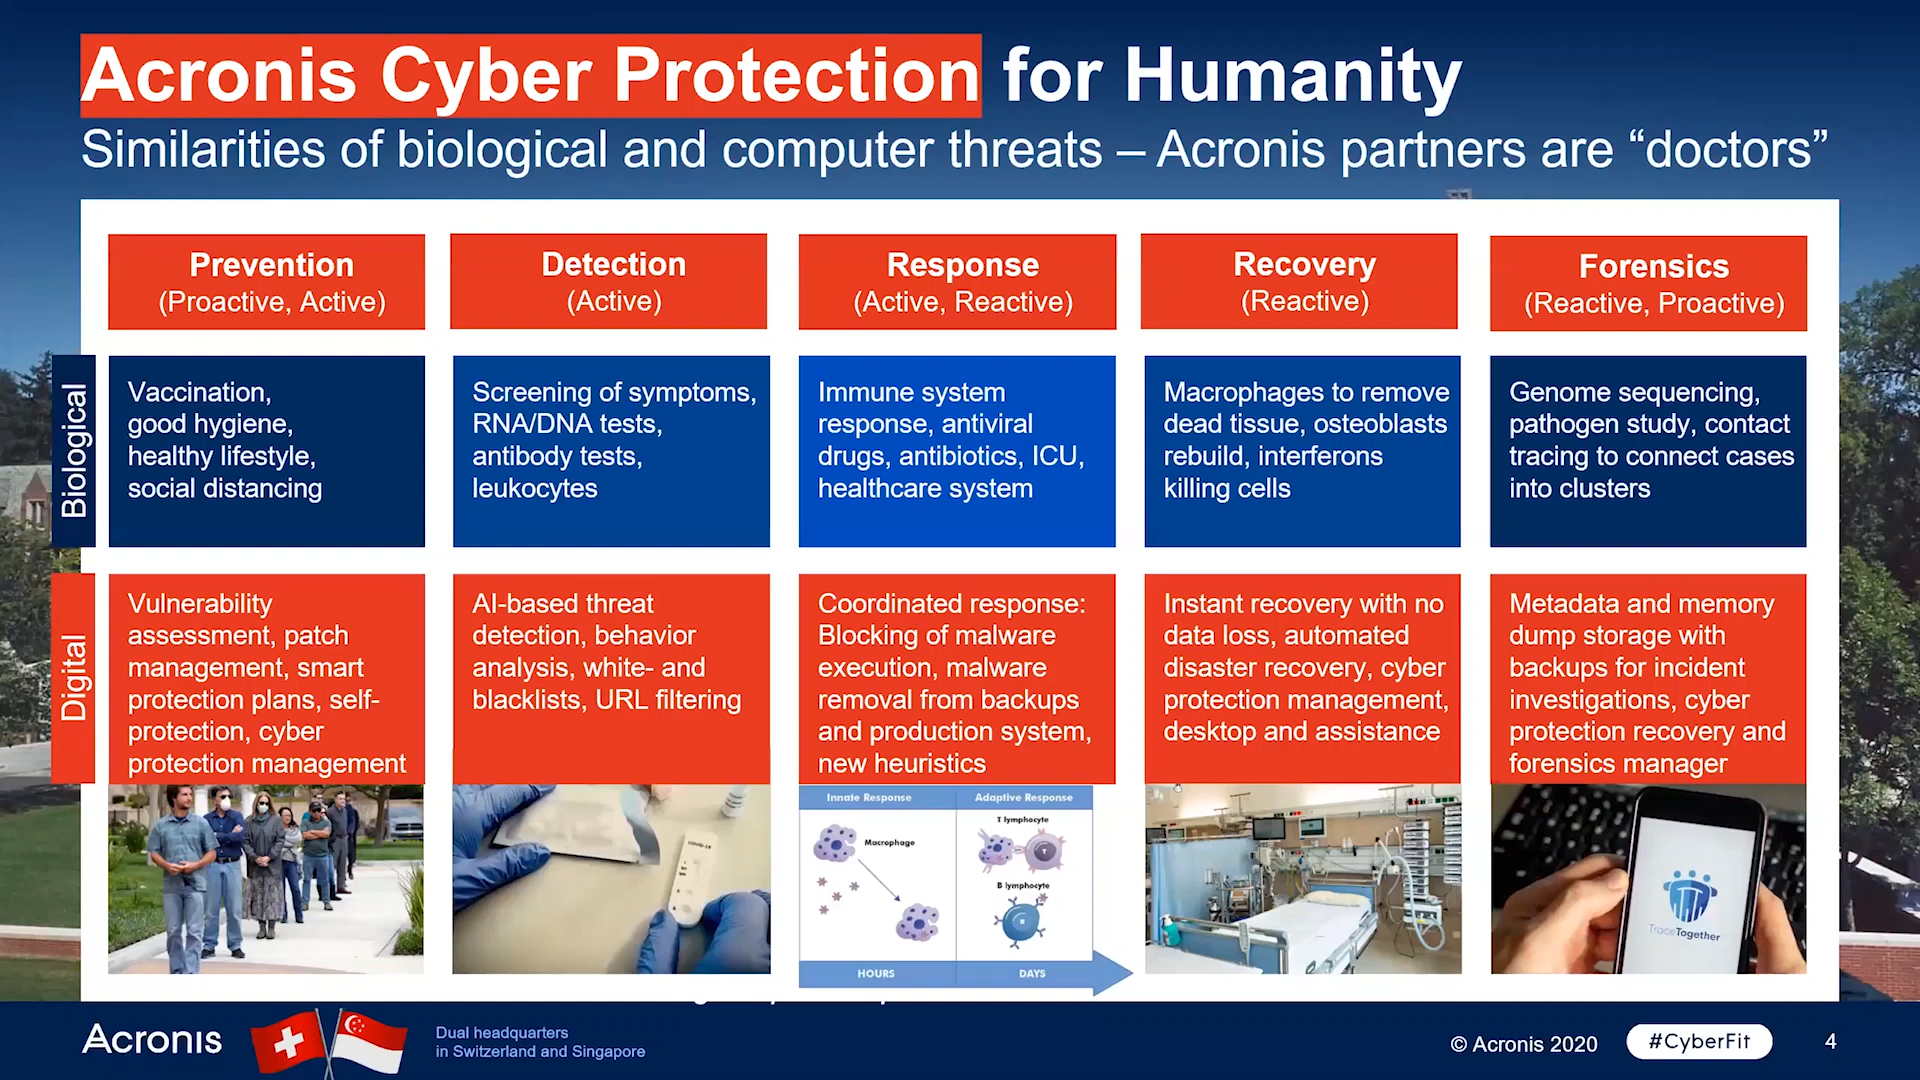 Acronis Cyber Protection for Humanity
Similarities of biological and computer threats – Acronis partners are “doctors”
Prevention
(Proactive, Active)
Detection
(Active)
Response
(Active, Reactive)
Recovery
(Reactive)
Forensics
(Reactive, Proactive)
Biological
Vaccination,
good hygiene,
healthy lifestyle,
social distancing
Screening of symptoms,
RNA/DNA tests,
antibody tests,
leukocytes
Immune system
response, antiviral
drugs, antibiotics, ICU,
healthcare system
Macrophages to remove
dead tissue, osteoblasts
rebuild, interferons
killing cells
Genome sequencing,
pathogen study, contact
tracing to connect cases
into clusters
Digital
Vulnerability
assessment, patch
management, smart
protection plans, self-
protection, cyber
protection management
AI-based threat
detection, behavior
analysis, white- and
blacklists, URL filtering
Coordinated response:
Blocking of malware
execution, malware
removal from backups
and production system,
new heuristics
Instant recovery with no
data loss, automated
disaster recovery, cyber
protection management,
desktop and assistance
Metadata and memory
dump storage with
backups for incident
investigations, cyber
protection recovery and
forensics manager
COVID-19
Innate Response
Adaptive Response
Macrophage
T lymphocyte
B lymphocyte
HOURS
DAYS
TraceTogether
Acronis
Dual headquarters
in Switzerland and Singapore
© Acronis 2020
#CyberFit
4